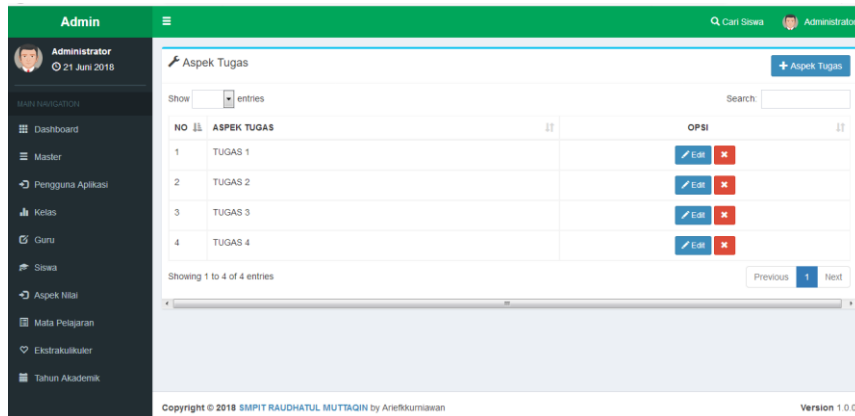 Admin
Cari Siswa
Administrator
Administrator
21 Juni 2018
MAIN NAVIGATION
Dashboard
Master
Pengguna Aplikasi
Kelas
Guru
Siswa
Aspek Nilai
Mata Pelajaran
Ekstrakulikuler
Tahun Akademik
Aspek Tugas
Aspek Tugas
Show entries
Search:
NO ASPEK TUGAS OPSI
1 TUGAS 1 Edit
2 TUGAS 2 Edit
3 TUGAS 3 Edit
4 TUGAS 4 Edit
Showing 1 to 4 of 4 entries
Previous 1 Next
Copyright © 2018 SMPIT RAUDHATUL MUTTAQIN by Ariefkkurniawan
Version 1.0.0